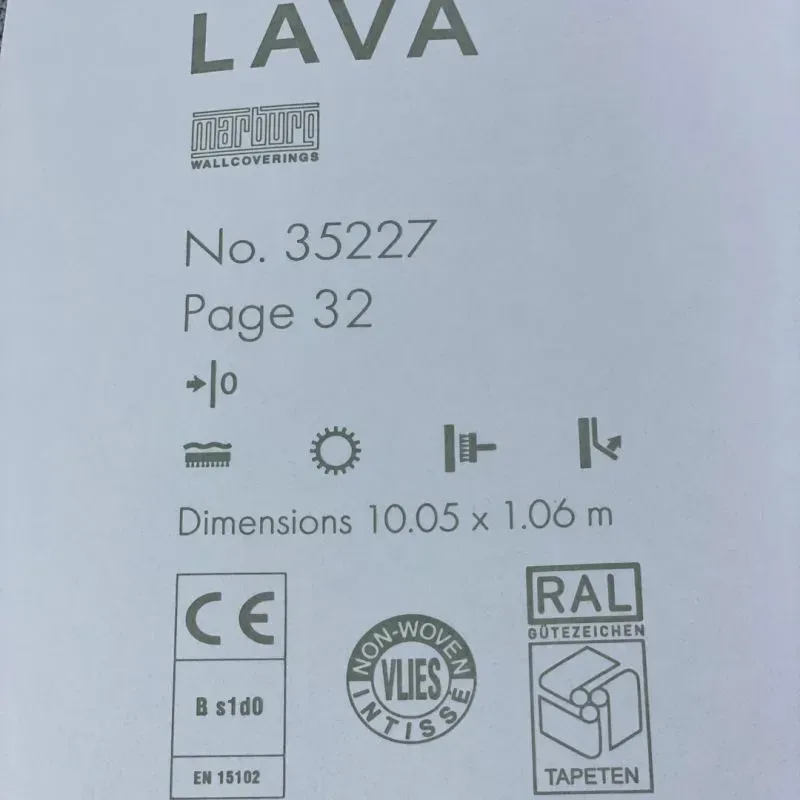 LAVA
marburg
WALLCOVERINGS
No. 35227
Page 32
0
Dimensions 10.05 x 1.06 m
CE
B s1d0
EN 15102
NON-WOVEN
VLIES
INTISSE
RAL
GÜTEZEICHEN
TAPETEN